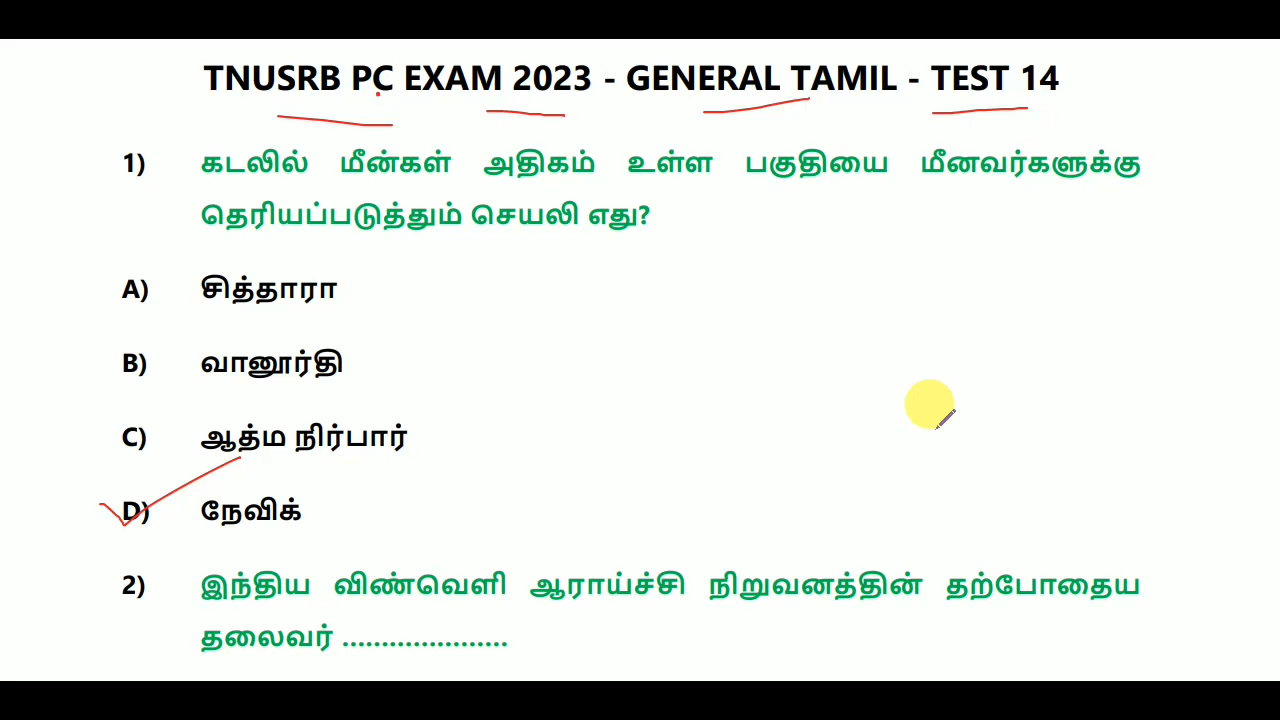 TNUSRB PC EXAM 2023 - GENERAL TAMIL - TEST 14
1) கடலில் மீன்கள் அதிகம் உள்ள பகுதியை மீனவர்களுக்கு
தெரியப்படுத்தும் செயலி எது?
A) சித்தாரா
B) வானூர்தி
C) ஆத்ம நிர்பார்
D) நேவிக்
2) இந்திய விண்வெளி ஆராய்ச்சி நிறுவனத்தின் தற்போதைய
தலைவர் .....................